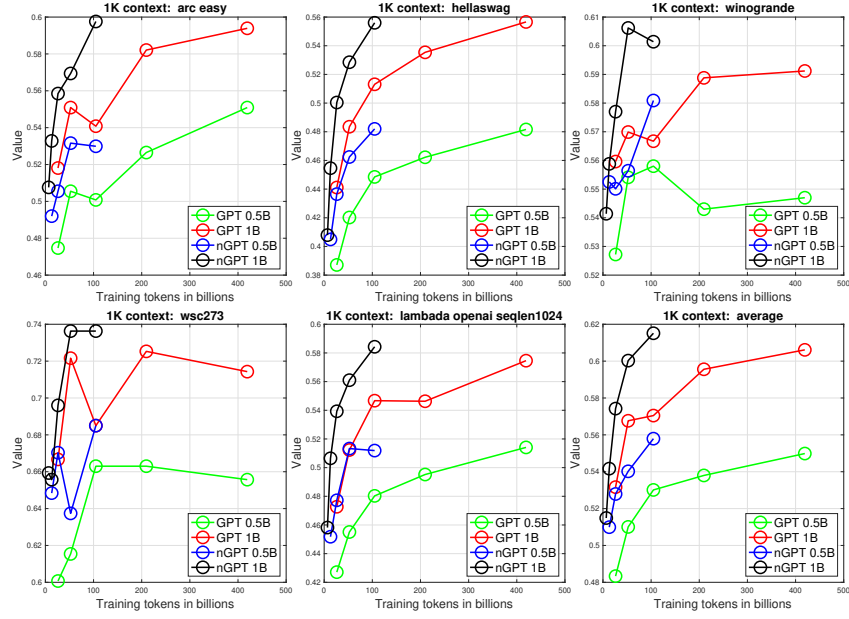 1K context: arc easy
0.6
0.58
0.56
0.54
0.52
0.5
0.48
0.46
Value
0 100 200 300 400 500
Training tokens in billions
GPT 0.5B
GPT 1B
nGPT 0.5B
nGPT 1B
1K context: hellaswag
0.56
0.54
0.52
0.5
0.48
0.46
0.44
0.42
0.4
0.38
Value
0 100 200 300 400 500
Training tokens in billions
GPT 0.5B
GPT 1B
nGPT 0.5B
nGPT 1B
1K context: winogrande
0.61
0.6
0.59
0.58
0.57
0.56
0.55
0.54
0.53
0.52
Value
0 100 200 300 400 500
Training tokens in billions
GPT 0.5B
GPT 1B
nGPT 0.5B
nGPT 1B
1K context: wsc273
0.74
0.72
0.7
0.68
0.66
0.64
0.62
0.6
Value
0 100 200 300 400 500
Training tokens in billions
GPT 0.5B
GPT 1B
nGPT 0.5B
nGPT 1B
1K context: lambada openai seqlen1024
0.6
0.58
0.56
0.54
0.52
0.5
0.48
0.46
0.44
0.42
Value
0 100 200 300 400 500
Training tokens in billions
GPT 0.5B
GPT 1B
nGPT 0.5B
nGPT 1B
1K context: average
0.62
0.6
0.58
0.56
0.54
0.52
0.5
0.48
Value
0 100 200 300 400 500
Training tokens in billions
GPT 0.5B
GPT 1B
nGPT 0.5B
nGPT 1B